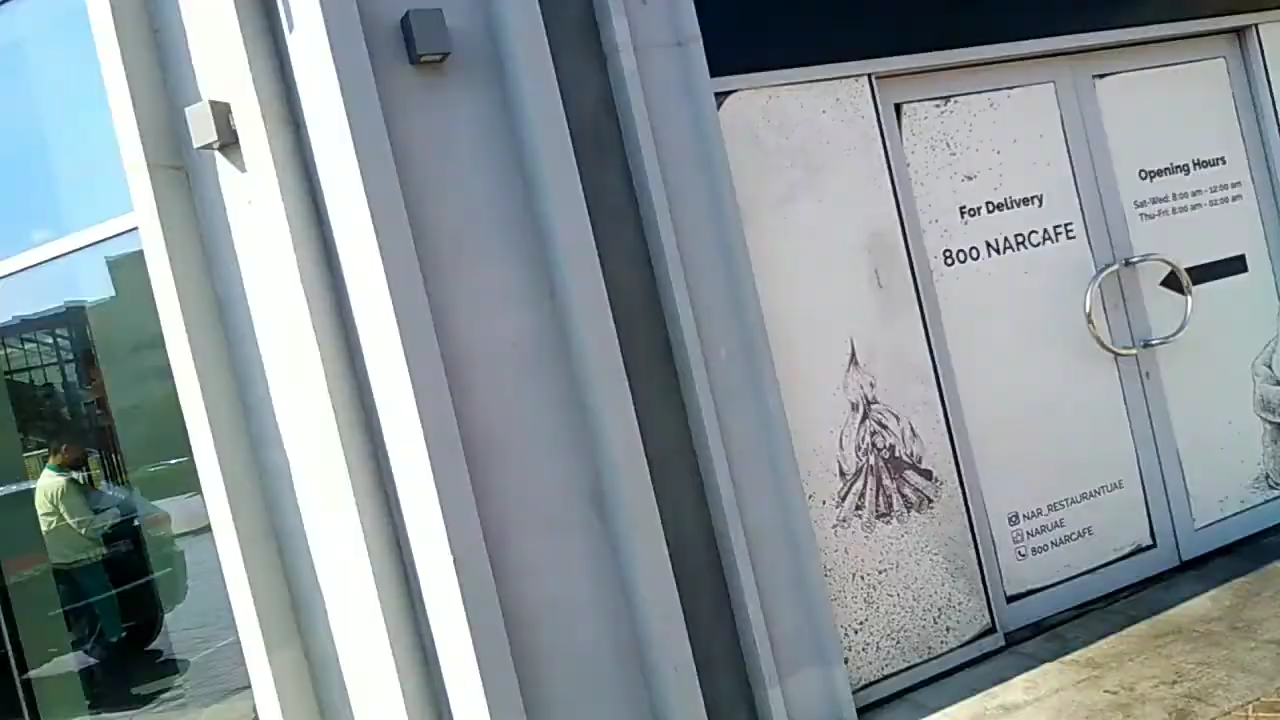 For Delivery
800 NARCAFE
NAR_RESTAURANTUAE
NARUAE
800 NARCAFE
Opening Hours
Sat-Wed: 8:00 am - 12:00 am
Thu-Fri: 8:00 am - 02:00 am